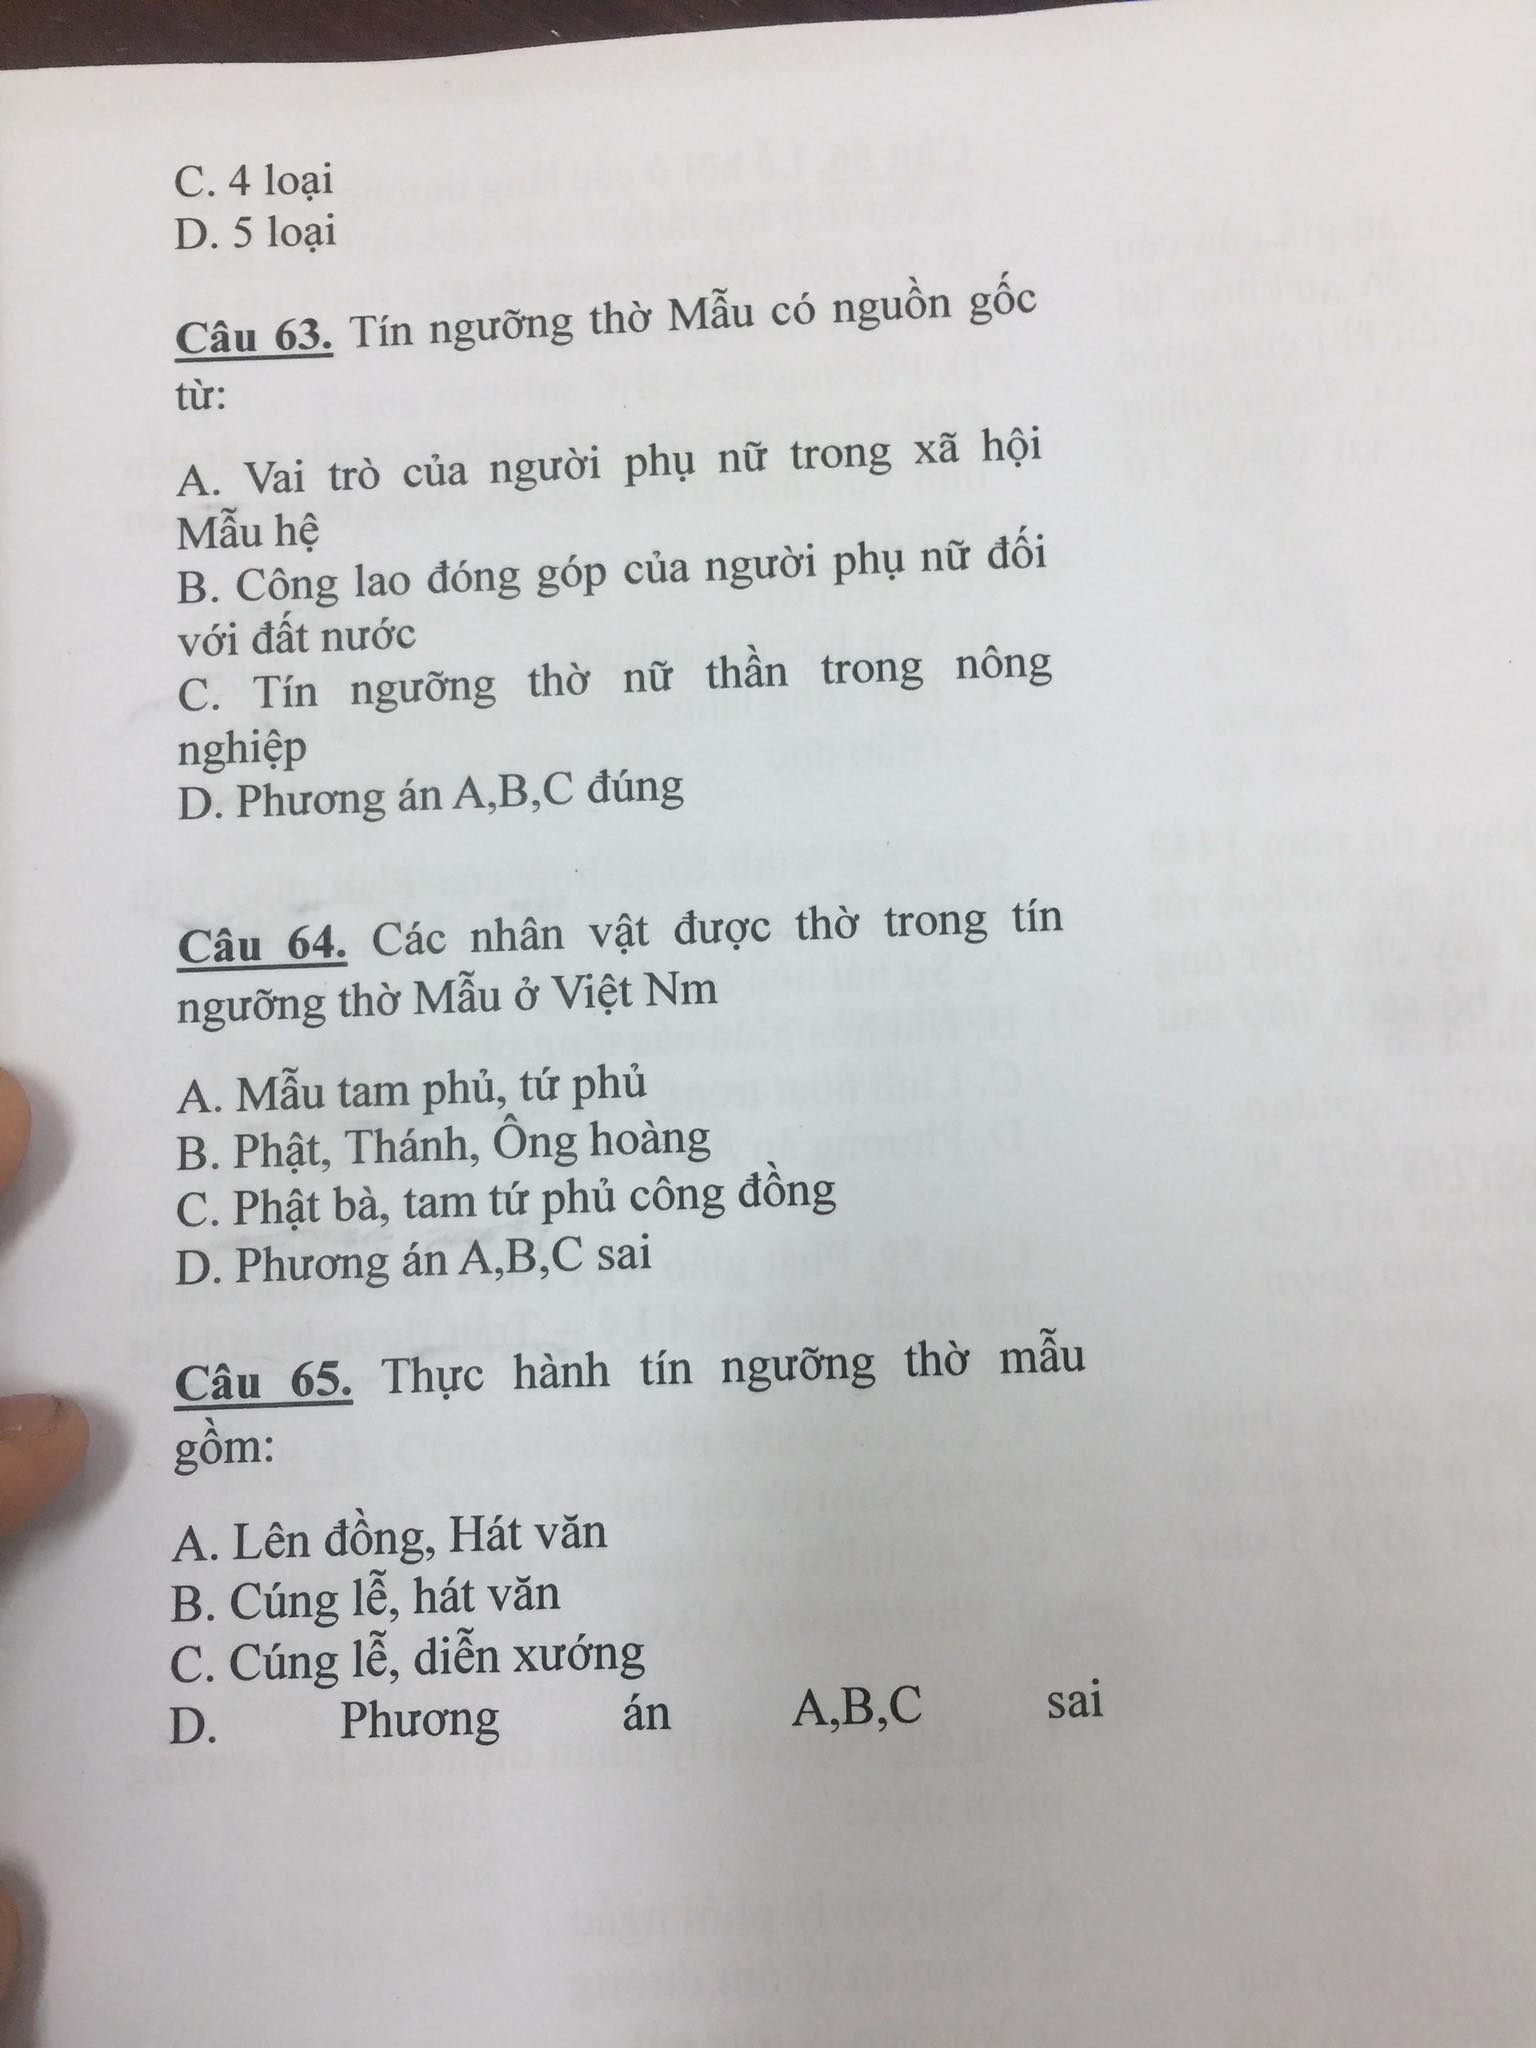 C. 4 loại
D. 5 loại
Câu 63. Tín ngưỡng thờ Mẫu có nguồn gốc
từ:
A. Vai trò của người phụ nữ trong xã hội
Mẫu hệ
B. Công lao đóng góp của người phụ nữ đối
với đất nước
C. Tín ngưỡng thờ nữ thần trong nông
nghiệp
D. Phương án A,B,C đúng
Câu 64. Các nhân vật được thờ trong tín
ngưỡng thờ Mẫu ở Việt Nm
A. Mẫu tam phủ, tứ phủ
B. Phật, Thánh, Ông hoàng
C. Phật bà, tam tứ phủ công đồng
D. Phương án A,B,C sai
Câu 65. Thực hành tín ngưỡng thờ mẫu
gồm:
A. Lên đồng, Hát văn
B. Cúng lễ, hát văn
C. Cúng lễ, diễn xướng
D. Phương án A,B,C sai